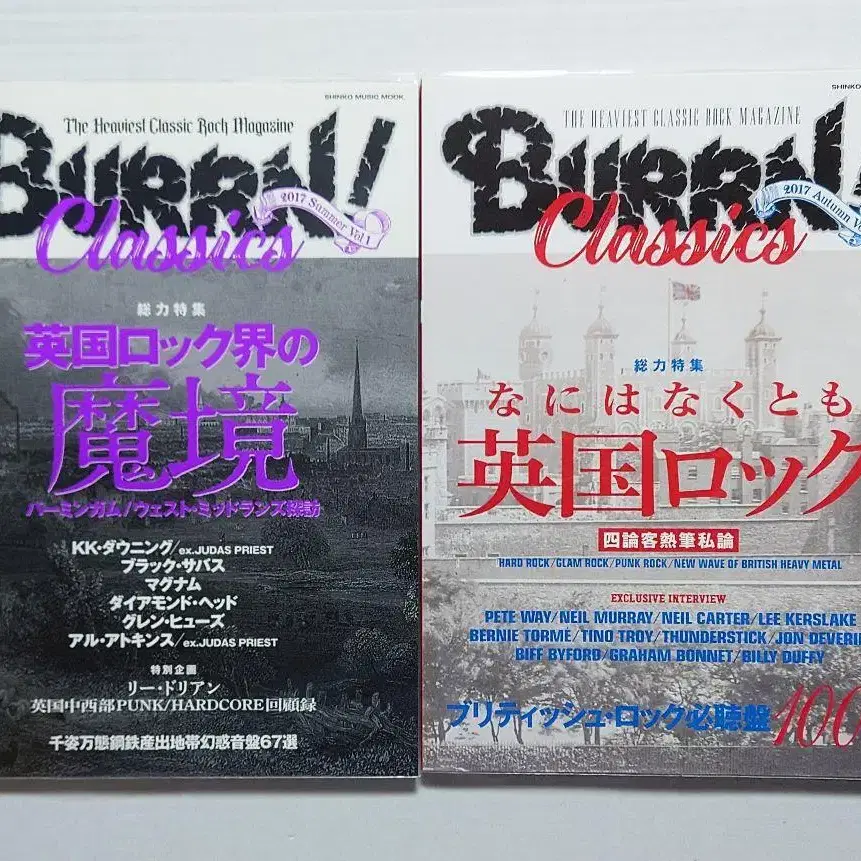 SHINKO MUSIC MOOK
The Heaviest Classic Rock Magazine
BURRN!
Classics
2017 Summer Vol 1
総力特集
英国ロック界の
魔境
バーミンガム/ウェスト・ミッドランズ探訪
KK・ダウニング/ex.JUDAS PRIEST
ブラック・サバス
マグナム
ダイアモンド・ヘッド
グレン・ヒューズ
アル・アトキンス/ex.JUDAS PRIEST
特別企画
リー・ドリアン
英国中西部PUNK/HARDCORE回顧録
千姿万態鋼鉄産出地帯幻惑音盤67選
SHINKO
THE HEAVIEST CLASSIC ROCK MAGAZINE
BURRN!
Classics
2017 Autumn
総力特集
なにはなくとも
英国ロック
四論客熱筆私論
HARD ROCK/GLAM ROCK/PUNK ROCK/NEW WAVE OF BRITISH HEAVY METAL
EXCLUSIVE INTERVIEW
PETE WAY/NEIL MURRAY/NEIL CARTER/LEE KERSLAKE
BERNIE TORMÉ/TINO TROY/THUNDERSTICK/JON DEVERI
BIFF BYFORD/GRAHAM BONNET/BILLY DUFFY
ブリティッシュ・ロック必聴盤100